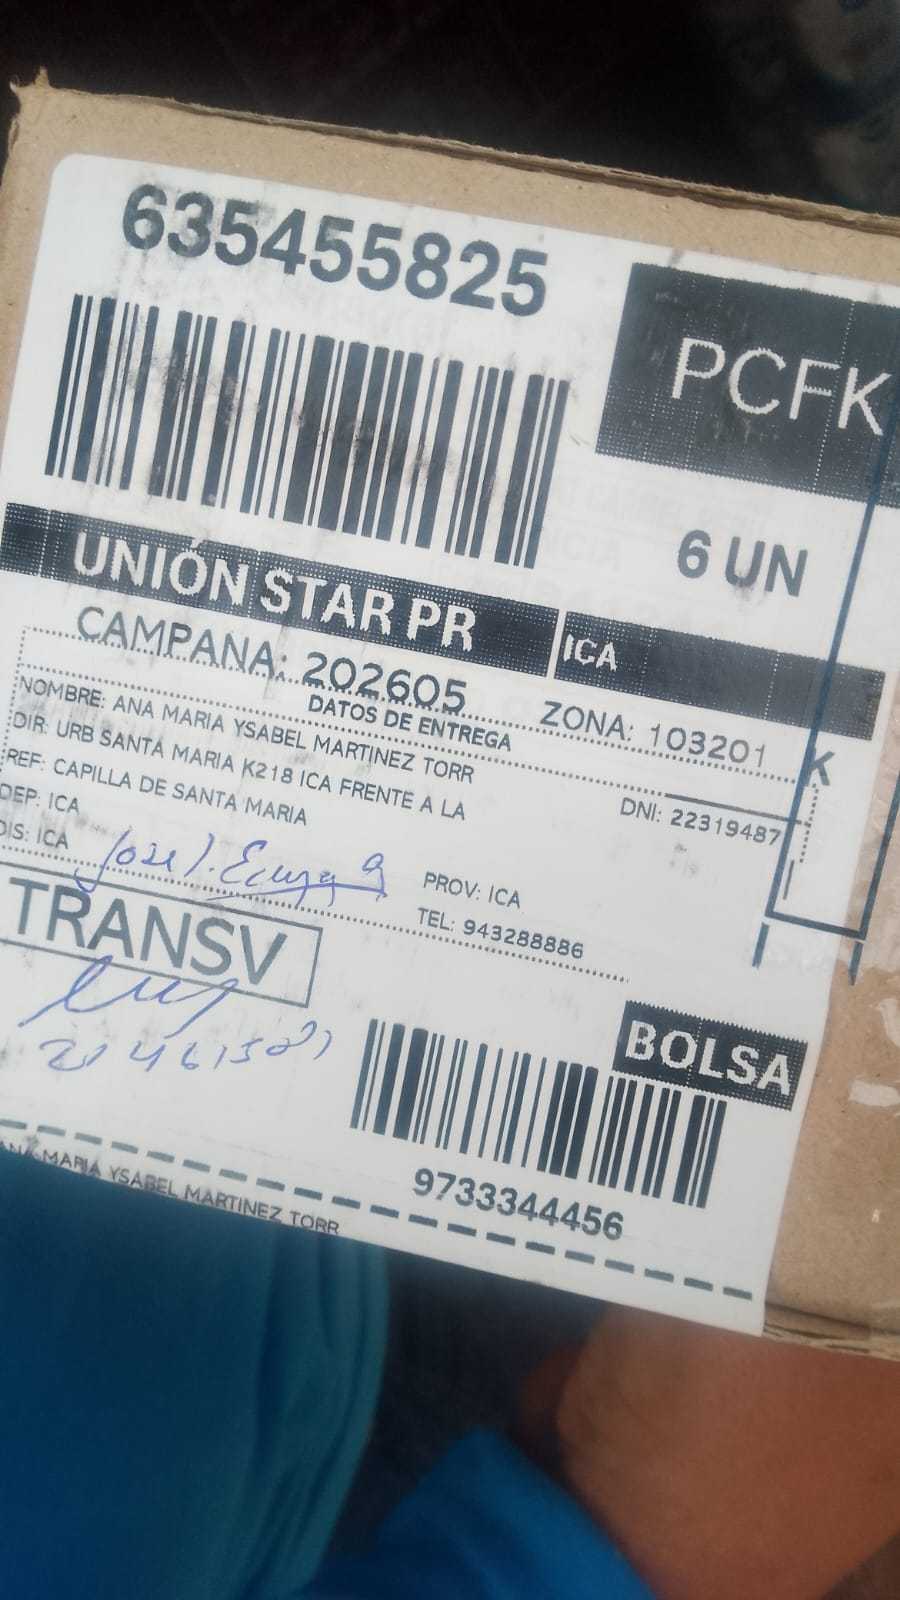 635455825
PCFK
6 UN
UNIÓN STAR PR
ICA
CAMPANA: 202605
ZONA: 103201
K
DATOS DE ENTREGA
NOMBRE: ANA MARIA YSABEL MARTINEZ TORR
DNI: 22319487
DIR: URB SANTA MARIA K218 ICA FRENTE A LA
REF: CAPILLA DE SANTA MARIA
DEP: ICA
PROV: ICA
DIS: ICA
TEL: 943288886
TRANSV
BOLSA
9733344456
ANA MARIA YSABEL MARTINEZ TORR